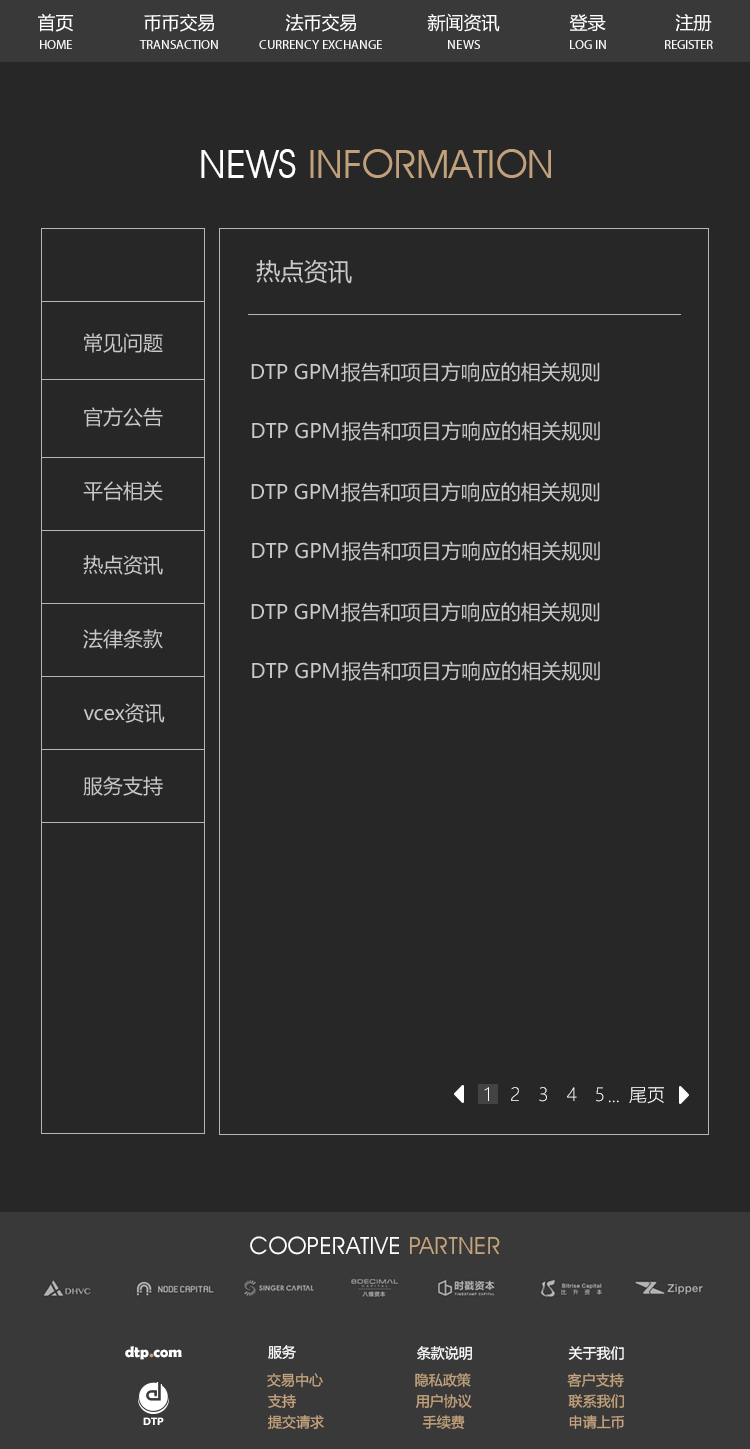 首页 币币交易 法币交易 新闻资讯 登录 注册
HOME TRANSACTION CURRENCY EXCHANGE NEWS LOG IN REGISTER
NEWS INFORMATION
常见问题
官方公告
平台相关
热点资讯
法律条款
vcex资讯
服务支持
热点资讯
DTP GPM报告和项目方响应的相关规则
DTP GPM报告和项目方响应的相关规则
DTP GPM报告和项目方响应的相关规则
DTP GPM报告和项目方响应的相关规则
DTP GPM报告和项目方响应的相关规则
DTP GPM报告和项目方响应的相关规则
1 2 3 4 5... 尾页
COOPERATIVE PARTNER
DHVC NODE CAPITAL SINGER CAPITAL 8DECIMAL CAPITAL 八维资本 时戳资本 TIMESTAMP CAPITAL Bitrise Capital 比升资本 Zipper
dtp.com
DTP
服务
交易中心
支持
提交请求
条款说明
隐私政策
用户协议
手续费
关于我们
客户支持
联系我们
申请上币